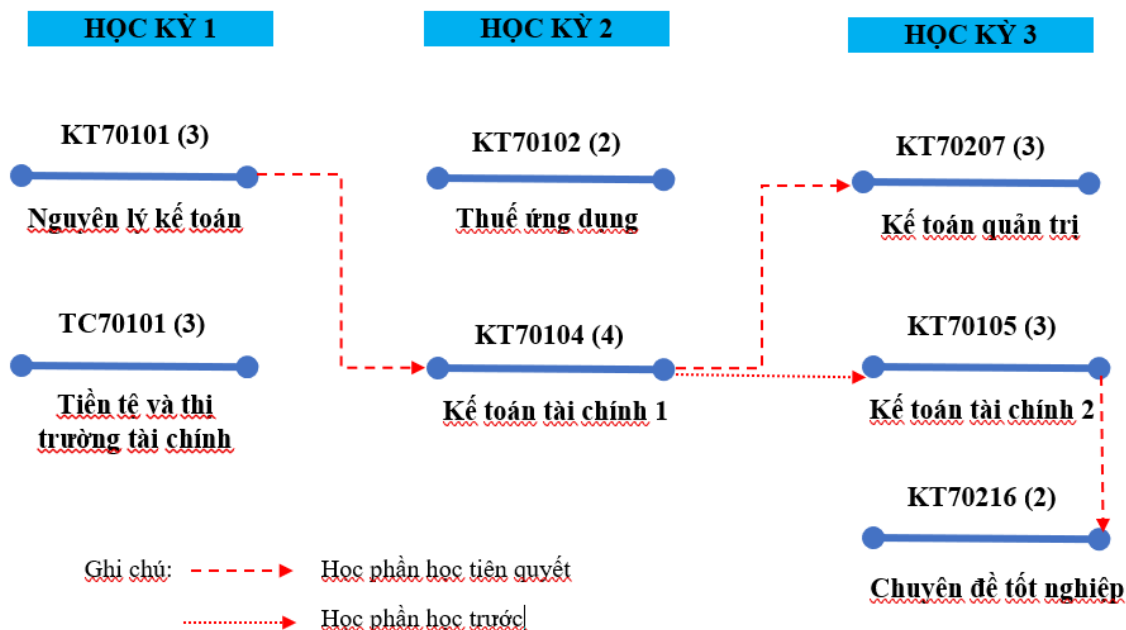 HỌC KỲ 1
HỌC KỲ 2
HỌC KỲ 3
KT70101 (3)
Nguyên lý kế toán
TC70101 (3)
Tiền tệ và thị
trường tài chính
KT70102 (2)
Thuế ứng dụng
KT70104 (4)
Kế toán tài chính 1
KT70207 (3)
Kế toán quản trị
KT70105 (3)
Kế toán tài chính 2
KT70216 (2)
Chuyên đề tốt nghiệp
Ghi chú:
Học phần học tiên quyết
Học phần học trước